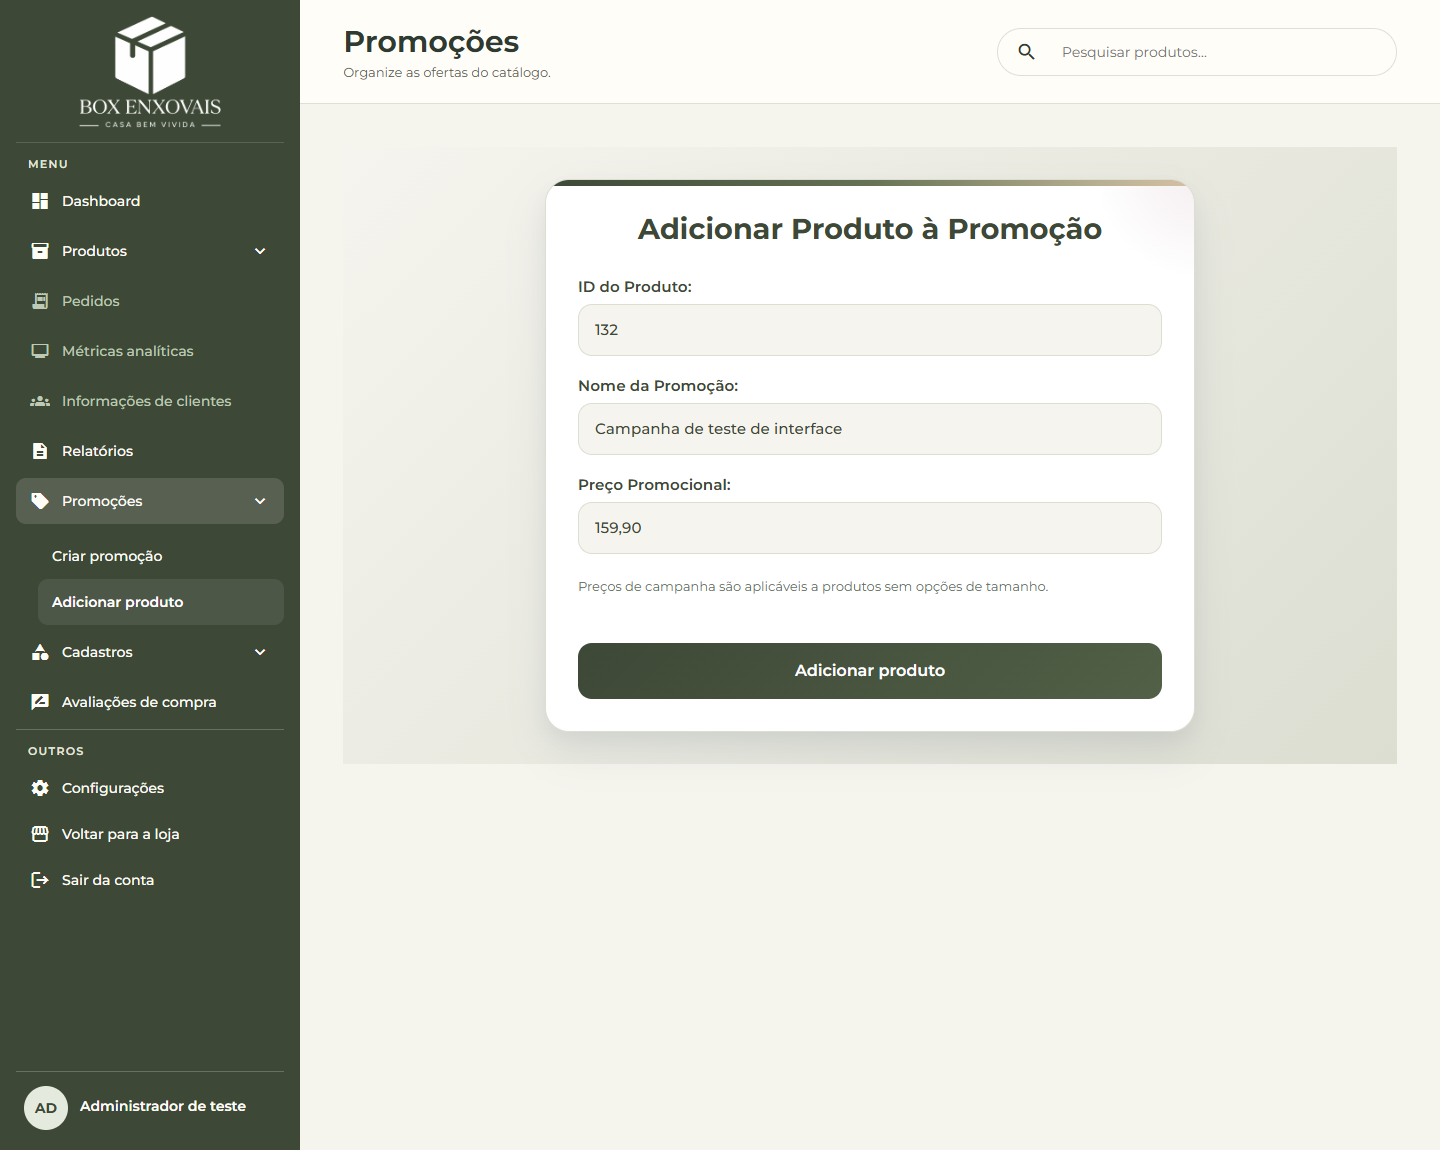 BOX ENXOVAIS
CASA BEM VIVIDA
MENU
Dashboard
Produtos
Pedidos
Métricas analíticas
Informações de clientes
Relatórios
Promoções
Criar promoção
Adicionar produto
Cadastros
Avaliações de compra
OUTROS
Configurações
Voltar para a loja
Sair da conta
AD
Administrador de teste
Promoções
Organize as ofertas do catálogo.
Pesquisar produtos...
Adicionar Produto à Promoção
ID do Produto:
132
Nome da Promoção:
Campanha de teste de interface
Preço Promocional:
159,90
Preços de campanha são aplicáveis a produtos sem opções de tamanho.
Adicionar produto